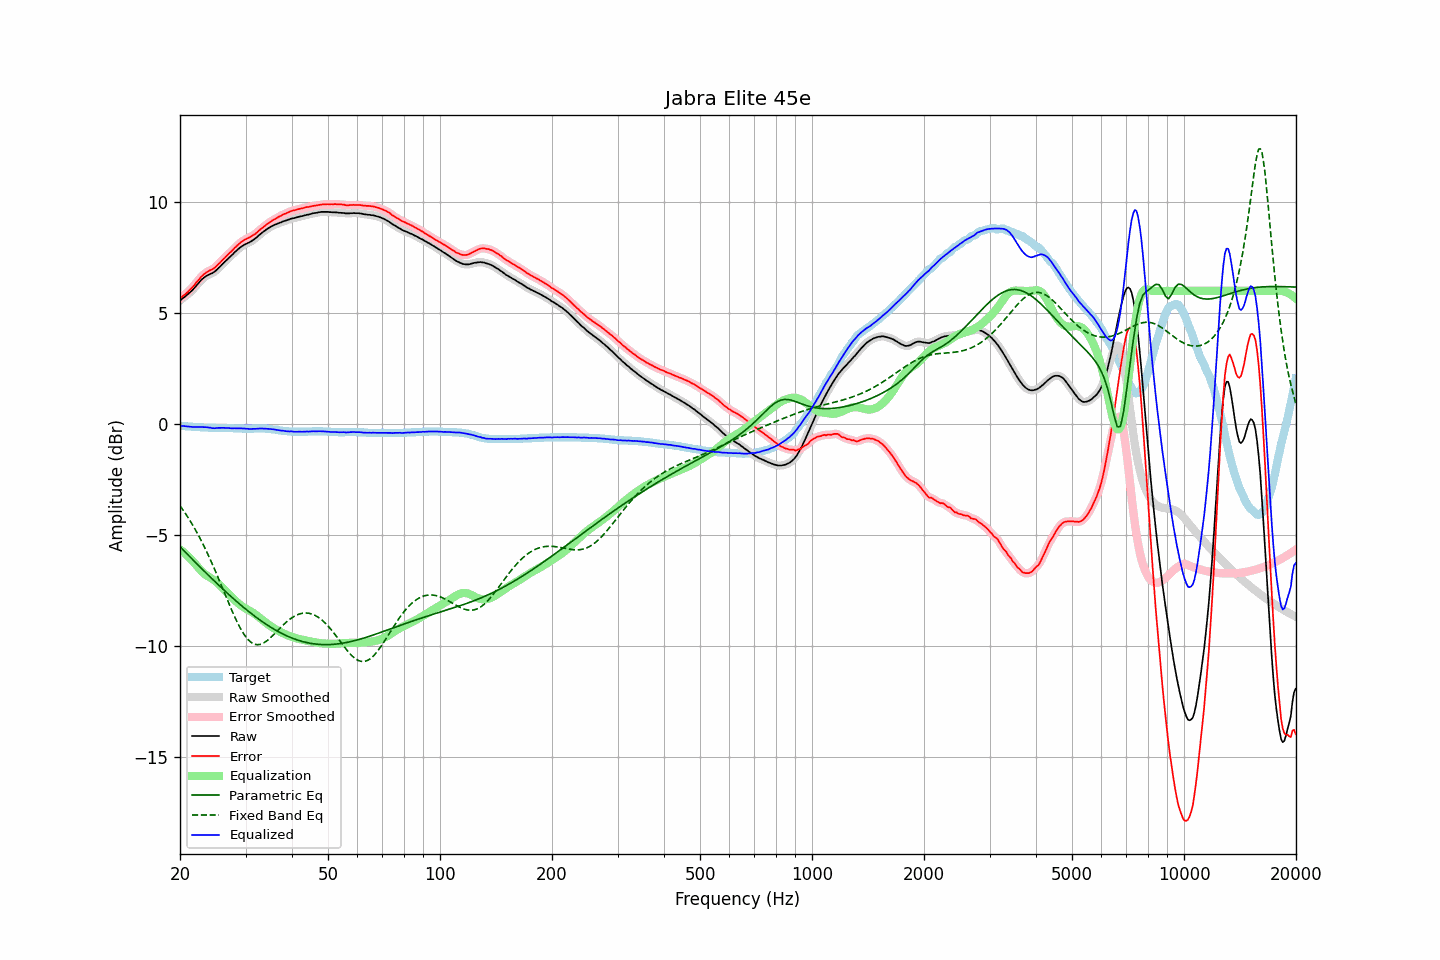 Jabra Elite 45e
Amplitude (dBr)
10
5
0
−5
−10
−15
Target
Raw Smoothed
Error Smoothed
Raw
Error
Equalization
Parametric Eq
Fixed Band Eq
Equalized
20 50 100 200 500 1000 2000 5000 10000 20000
Frequency (Hz)